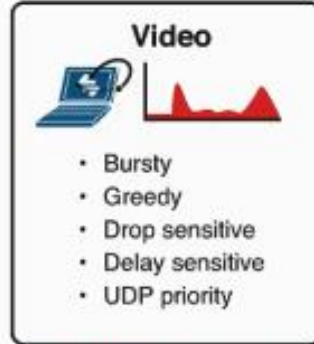 Video
• Bursty
• Greedy
• Drop sensitive
• Delay sensitive
• UDP priority